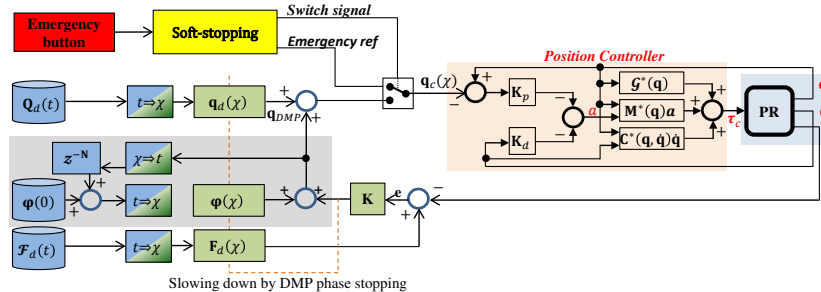 Switch signal
Emergency button
Soft-stopping
Emergency ref
Position Controller
q_c(χ)
+
−
K_p
−
−
K_d
a
𝒢*(q)
M*(q)a
C*(q, q̇)q̇
+
+
+
τ_c
PR
Q_d(t)
t⇒χ
q_d(χ)
+
q_DMP
+
z^−N
χ⇒t
+
φ(0)
+
t⇒χ
φ(χ)
+
+
K
e
−
+
ℱ_d(t)
t⇒χ
F_d(χ)
Slowing down by DMP phase stopping